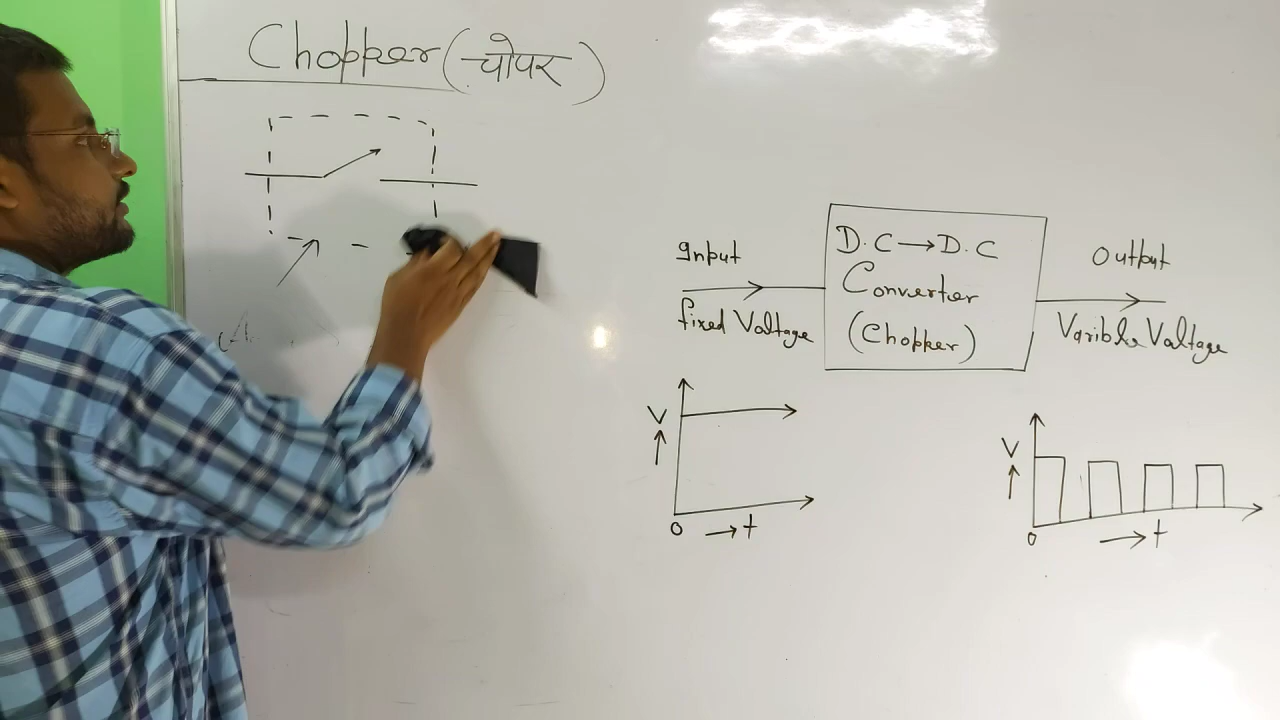 Chopper (चोपर)
D.C → D.C
Converter
(Chopper)
Input
fixed Voltage
Output
Varible Voltage
V
↑
0 → t
V
↑
0 → t